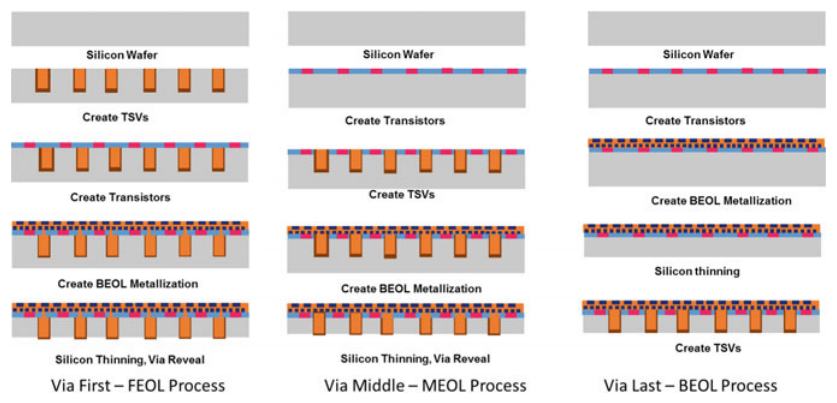 Silicon Wafer
Create TSVs
Create Transistors
Create BEOL Metallization
Silicon Thinning, Via Reveal
Via First – FEOL Process
Silicon Wafer
Create Transistors
Create TSVs
Create BEOL Metallization
Silicon Thinning, Via Reveal
Via Middle – MEOL Process
Silicon Wafer
Create Transistors
Create BEOL Metallization
Silicon thinning
Create TSVs
Via Last – BEOL Process